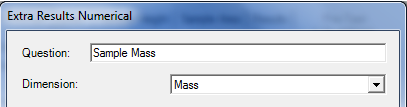 Extra Results Numerical
Question: Sample Mass
Dimension: Mass